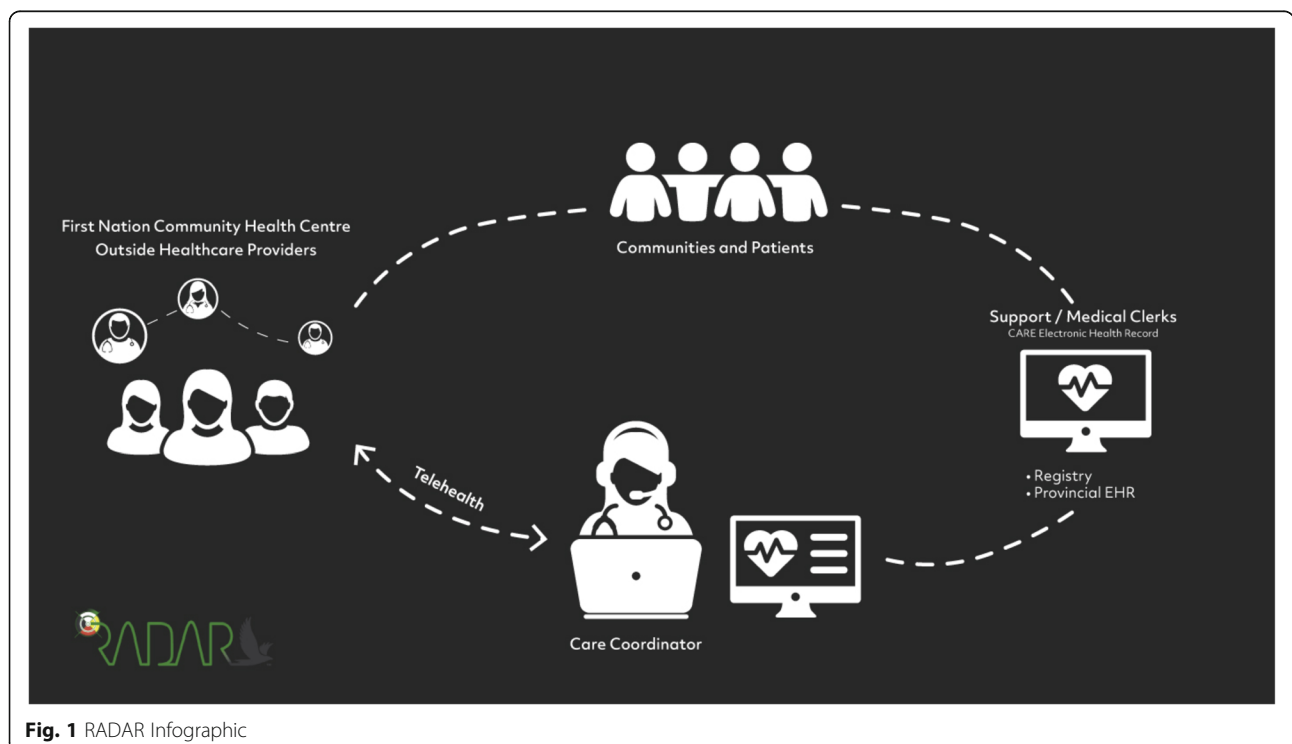 Communities and Patients
First Nation Community Health Centre
Outside Healthcare Providers
Support / Medical Clerks
CARE Electronic Health Record
• Registry
• Provincial EHR
Telehealth
Care Coordinator
RADAR
Fig. 1 RADAR Infographic